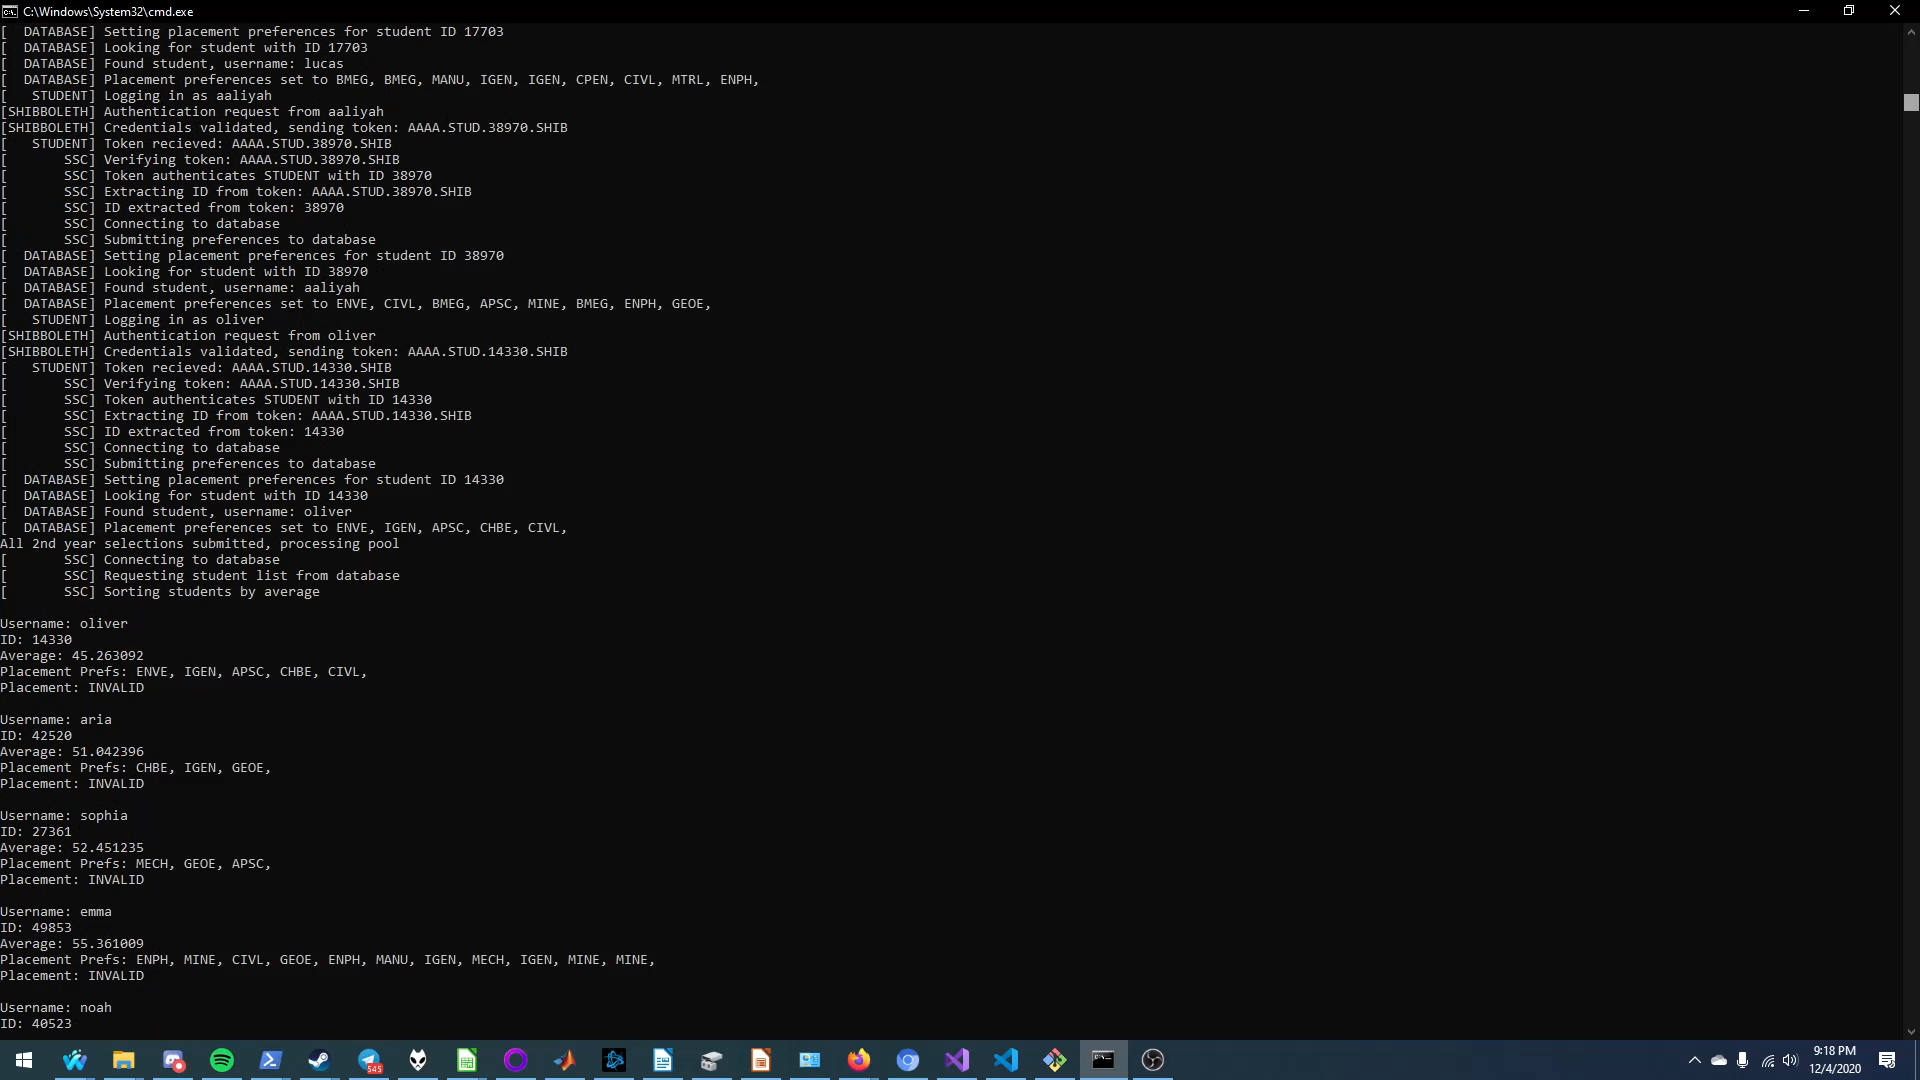 C:\Windows\System32\cmd.exe
[  DATABASE] Setting placement preferences for student ID 17703
[  DATABASE] Looking for student with ID 17703
[  DATABASE] Found student, username: lucas
[  DATABASE] Placement preferences set to BMEG, BMEG, MANU, IGEN, IGEN, CPEN, CIVL, MTRL, ENPH,
[   STUDENT] Logging in as aaliyah
[SHIBBOLETH] Authentication request from aaliyah
[SHIBBOLETH] Credentials validated, sending token: AAAA.STUD.38970.SHIB
[   STUDENT] Token recieved: AAAA.STUD.38970.SHIB
[       SSC] Verifying token: AAAA.STUD.38970.SHIB
[       SSC] Token authenticates STUDENT with ID 38970
[       SSC] Extracting ID from token: AAAA.STUD.38970.SHIB
[       SSC] ID extracted from token: 38970
[       SSC] Connecting to database
[       SSC] Submitting preferences to database
[  DATABASE] Setting placement preferences for student ID 38970
[  DATABASE] Looking for student with ID 38970
[  DATABASE] Found student, username: aaliyah
[  DATABASE] Placement preferences set to ENVE, CIVL, BMEG, APSC, MINE, BMEG, ENPH, GEOE,
[   STUDENT] Logging in as oliver
[SHIBBOLETH] Authentication request from oliver
[SHIBBOLETH] Credentials validated, sending token: AAAA.STUD.14330.SHIB
[   STUDENT] Token recieved: AAAA.STUD.14330.SHIB
[       SSC] Verifying token: AAAA.STUD.14330.SHIB
[       SSC] Token authenticates STUDENT with ID 14330
[       SSC] Extracting ID from token: AAAA.STUD.14330.SHIB
[       SSC] ID extracted from token: 14330
[       SSC] Connecting to database
[       SSC] Submitting preferences to database
[  DATABASE] Setting placement preferences for student ID 14330
[  DATABASE] Looking for student with ID 14330
[  DATABASE] Found student, username: oliver
[  DATABASE] Placement preferences set to ENVE, IGEN, APSC, CHBE, CIVL,
All 2nd year selections submitted, processing pool
[       SSC] Connecting to database
[       SSC] Requesting student list from database
[       SSC] Sorting students by average
Username: oliver
ID: 14330
Average: 45.263092
Placement Prefs: ENVE, IGEN, APSC, CHBE, CIVL,
Placement: INVALID
Username: aria
ID: 42520
Average: 51.042396
Placement Prefs: CHBE, IGEN, GEOE,
Placement: INVALID
Username: sophia
ID: 27361
Average: 52.451235
Placement Prefs: MECH, GEOE, APSC,
Placement: INVALID
Username: emma
ID: 49853
Average: 55.361009
Placement Prefs: ENPH, MINE, CIVL, GEOE, ENPH, MANU, IGEN, MECH, IGEN, MINE, MINE,
Placement: INVALID
Username: noah
ID: 40523
545
9:18 PM
12/4/2020